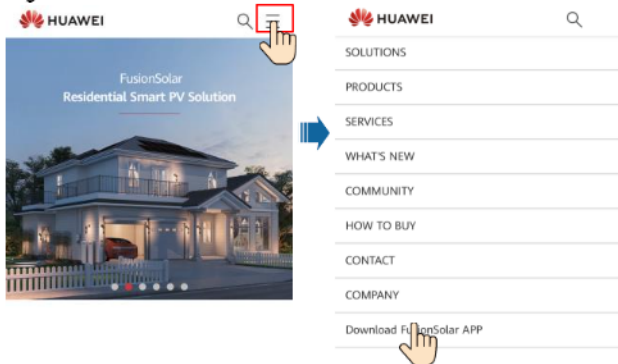 HUAWEI
FusionSolar
Residential Smart PV Solution
HUAWEI
SOLUTIONS
PRODUCTS
SERVICES
WHAT'S NEW
COMMUNITY
HOW TO BUY
CONTACT
COMPANY
Download FusionSolar APP